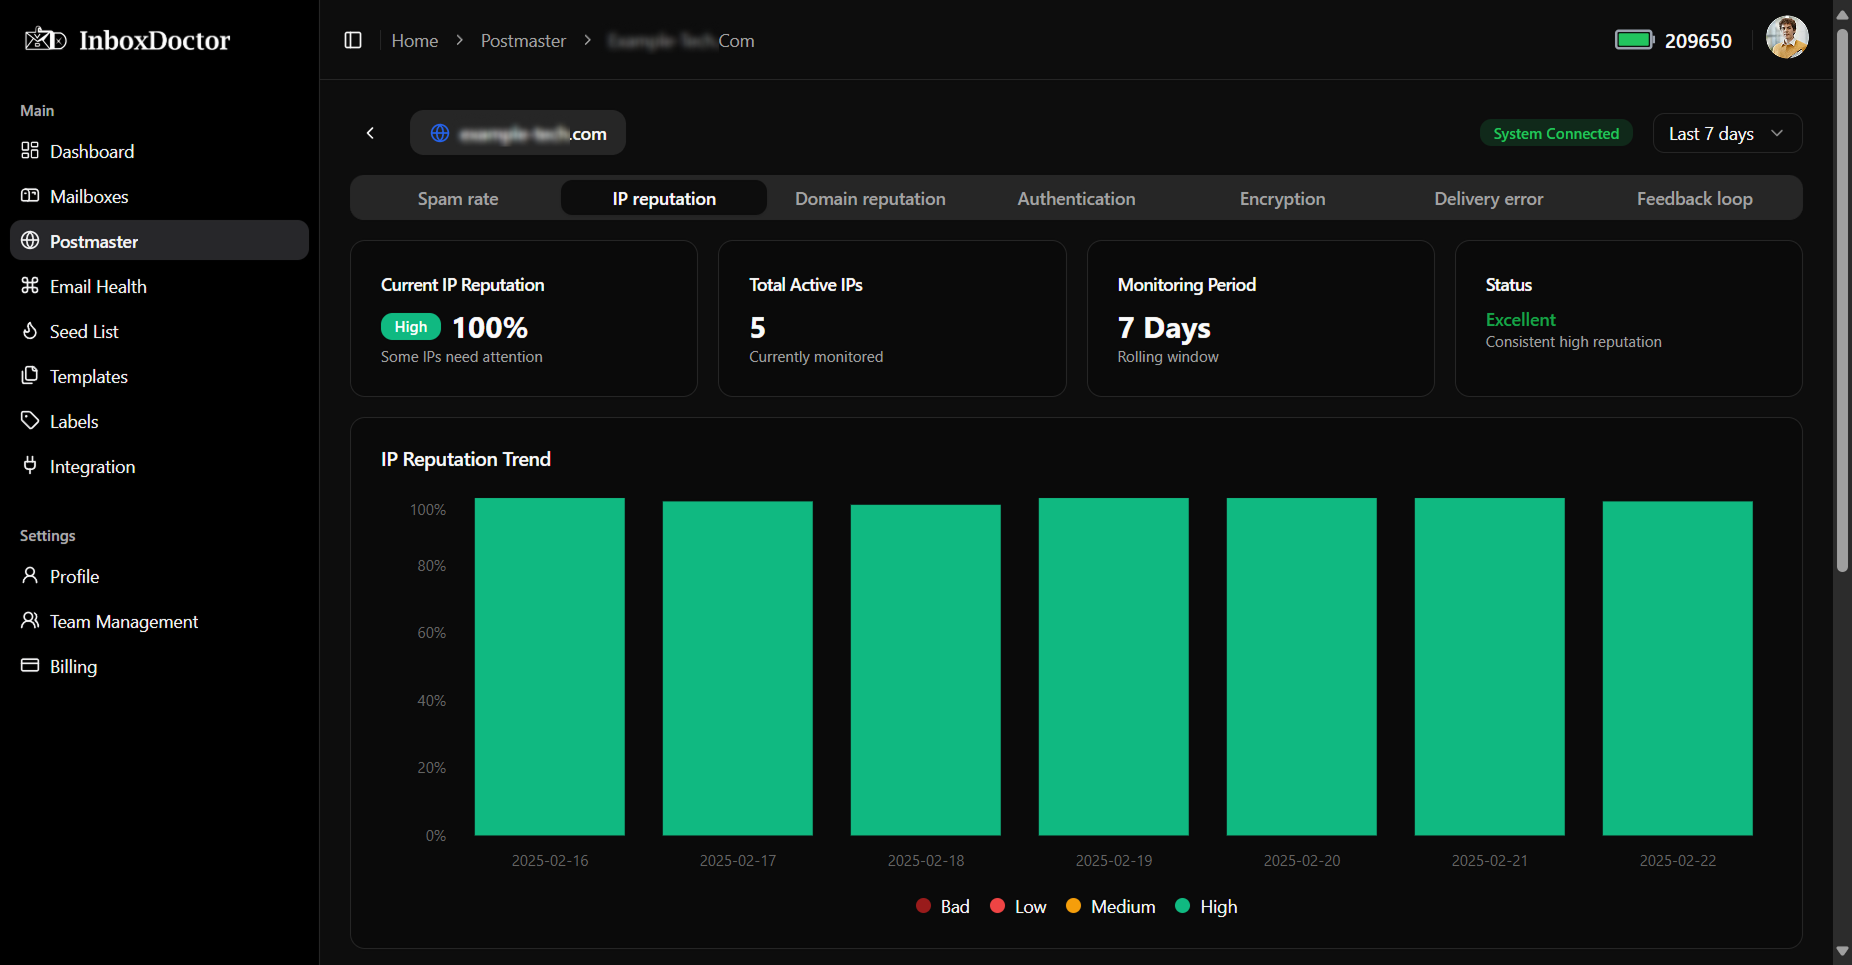 InboxDoctor
Home > Postmaster > Com
209650
Main
Dashboard
Mailboxes
Postmaster
Email Health
Seed List
Templates
Labels
Integration
Settings
Profile
Team Management
Billing
.com
System Connected
Last 7 days
Spam rate
IP reputation
Domain reputation
Authentication
Encryption
Delivery error
Feedback loop
Current IP Reputation
High 100%
Some IPs need attention
Total Active IPs
5
Currently monitored
Monitoring Period
7 Days
Rolling window
Status
Excellent
Consistent high reputation
IP Reputation Trend
100%
80%
60%
40%
20%
0%
2025-02-16
2025-02-17
2025-02-18
2025-02-19
2025-02-20
2025-02-21
2025-02-22
Bad
Low
Medium
High